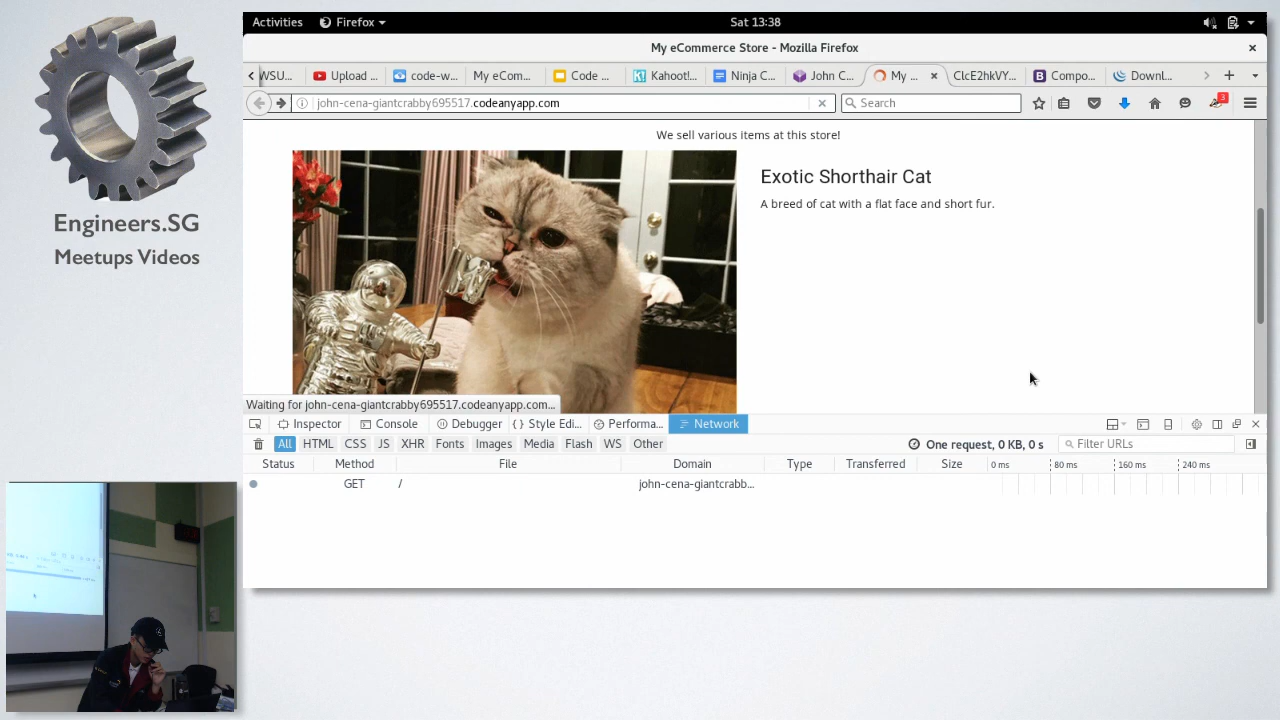 Engineers.SG
Meetups Videos
Activities Firefox Sat 13:38
My eCommerce Store - Mozilla Firefox
WSU... Upload ... code-w... My eCom... Code ... Kahoot!... Ninja C... John C... My ... ClcE2hkVY... Compo... Downl...
john-cena-giantcrabby695517.codeanyapp.com Search 3
We sell various items at this store!
Exotic Shorthair Cat
A breed of cat with a flat face and short fur.
Waiting for john-cena-giantcrabby695517.codeanyapp.com...
Inspector Console Debugger Style Edi... Performa... Network
All HTML CSS JS XHR Fonts Images Media Flash WS Other One request, 0 KB, 0 s Filter URLs
Status Method File Domain Type Transferred Size 0 ms 80 ms 160 ms 240 ms
GET / john-cena-giantcrabb...